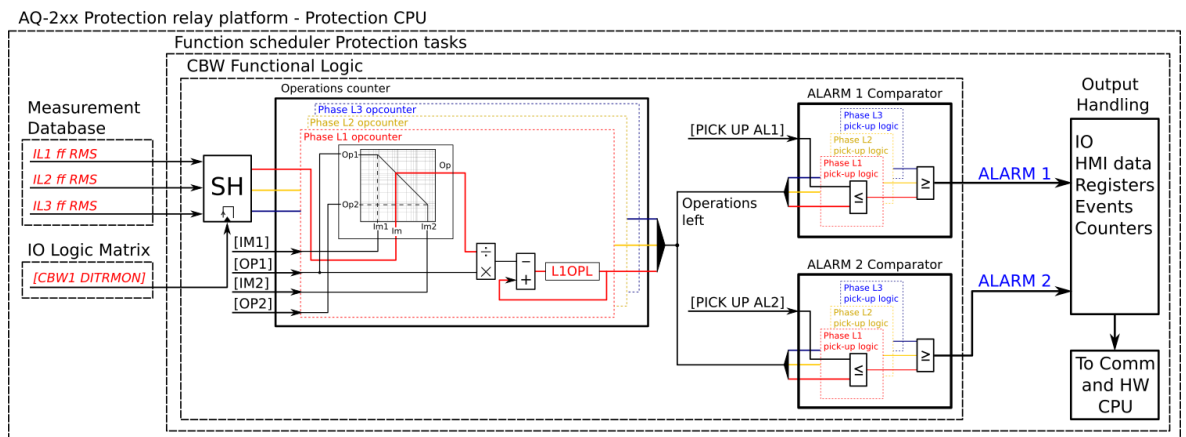 AQ-2xx Protection relay platform - Protection CPU
Function scheduler Protection tasks
CBW Functional Logic
Measurement
Database
IL1 ff RMS
IL2 ff RMS
IL3 ff RMS
IO Logic Matrix
[CBW1 DITRMON]
SH
Operations counter
Phase L3 opcounter
Phase L2 opcounter
Phase L1 opcounter
Op1
Op
Op2
Im1
Im
Im2
[IM1]
[OP1]
[IM2]
[OP2]
÷
×
−
+
L1OPL
Operations
left
ALARM 1 Comparator
[PICK UP AL1]
Phase L3
pick-up logic
Phase L2
pick-up logic
Phase L1
pick-up logic
≤
≥
ALARM 1
ALARM 2 Comparator
[PICK UP AL2]
Phase L3
pick-up logic
Phase L2
pick-up logic
Phase L1
pick-up logic
≤
≥
ALARM 2
Output
Handling
IO
HMI data
Registers
Events
Counters
To Comm
and HW
CPU